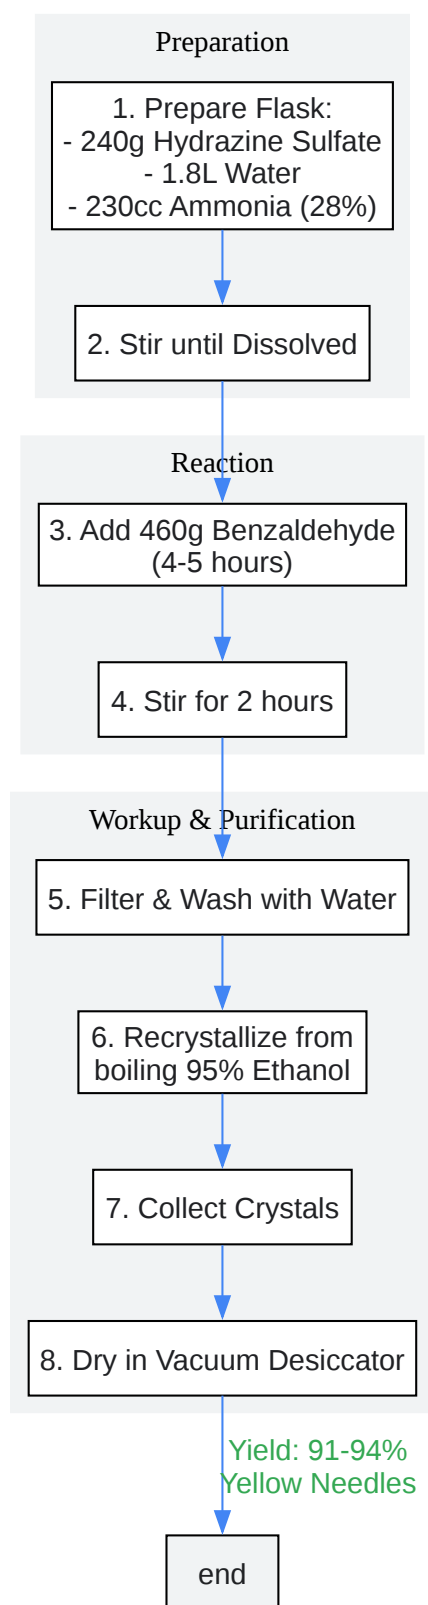 Preparation
1. Prepare Flask:
- 240g Hydrazine Sulfate
- 1.8L Water
- 230cc Ammonia (28%)
2. Stir until Dissolved
Reaction
3. Add 460g Benzaldehyde
(4-5 hours)
4. Stir for 2 hours
Workup & Purification
5. Filter & Wash with Water
6. Recrystallize from
boiling 95% Ethanol
7. Collect Crystals
8. Dry in Vacuum Desiccator
Yield: 91-94%
Yellow Needles
end